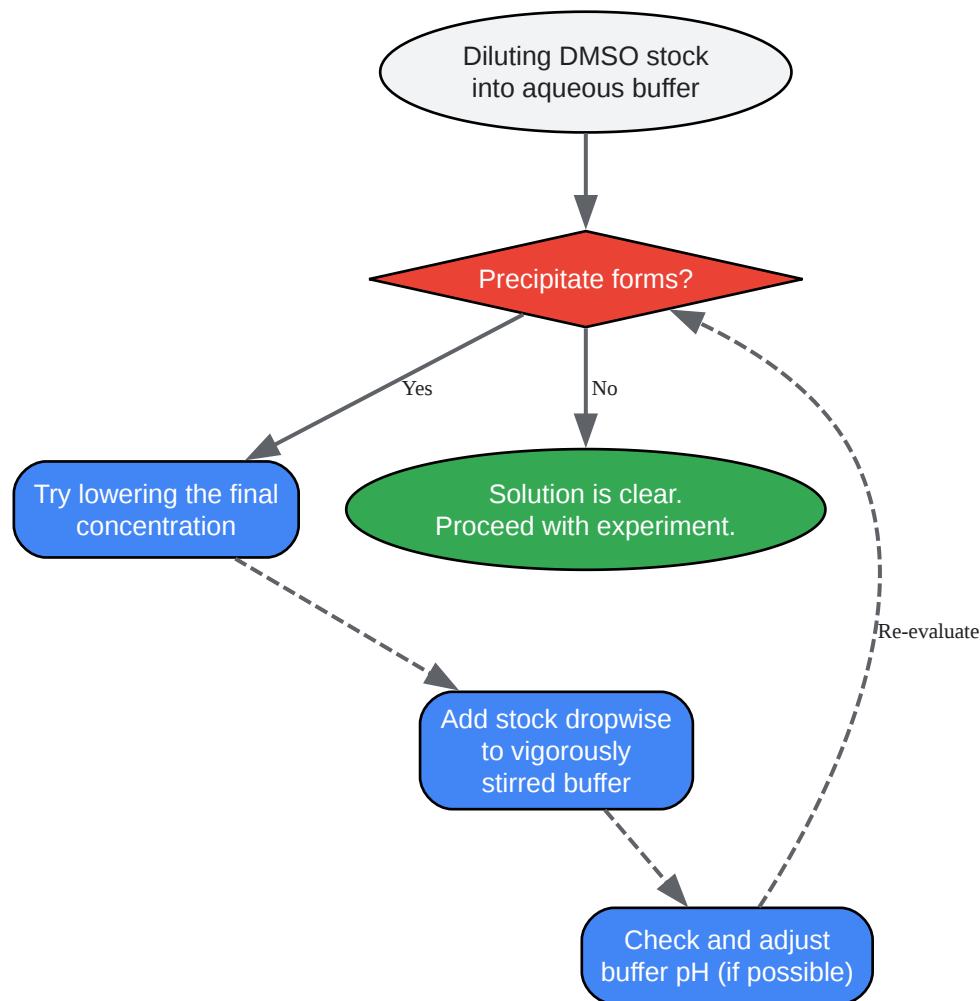 Diluting DMSO stock
into aqueous buffer
Precipitate forms?
Yes
No
Try lowering the final
concentration
Solution is clear.
Proceed with experiment.
Re-evaluate
Add stock dropwise
to vigorously
stirred buffer
Check and adjust
buffer pH (if possible)